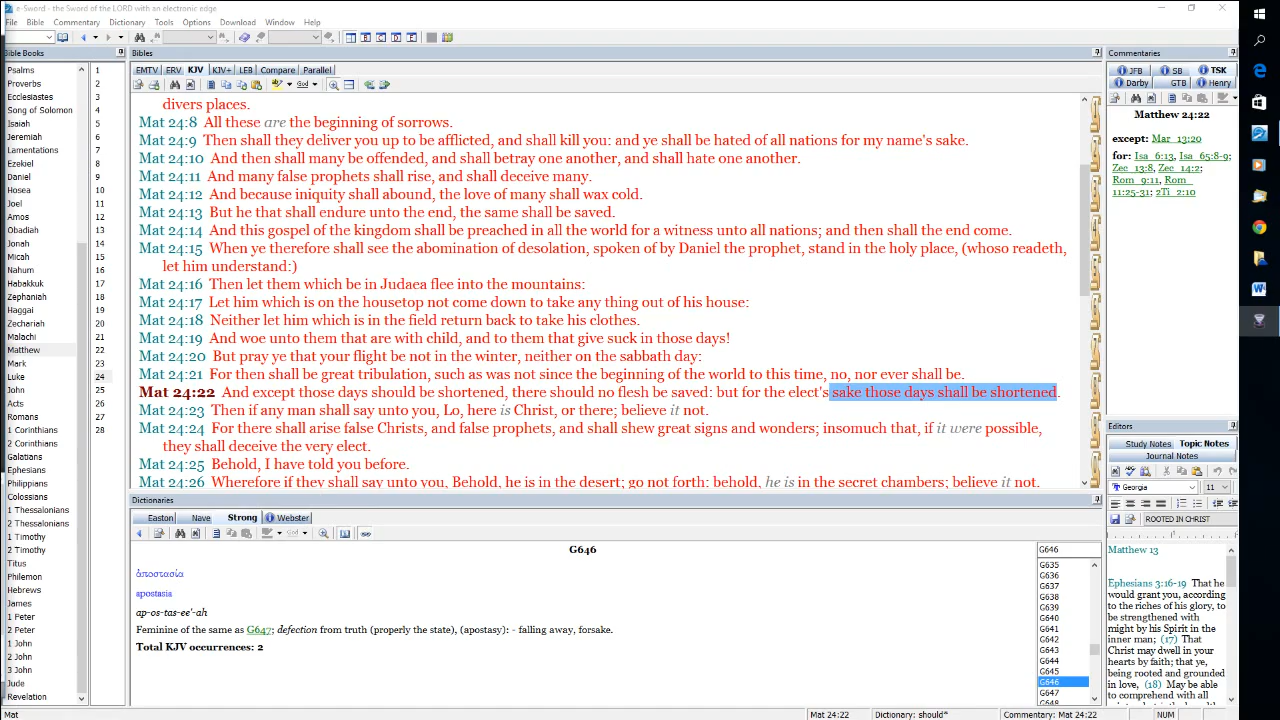 e-Sword - the Sword of the LORD with an electronic edge
File Bible Commentary Dictionary Tools Options Download Window Help
B C D E
Bible Books
Psalms
Proverbs
Ecclesiastes
Song of Solomon
Isaiah
Jeremiah
Lamentations
Ezekiel
Daniel
Hosea
Joel
Amos
Obadiah
Jonah
Micah
Nahum
Habakkuk
Zephaniah
Haggai
Zechariah
Malachi
Matthew
Mark
Luke
John
Acts
Romans
1 Corinthians
2 Corinthians
Galatians
Ephesians
Philippians
Colossians
1 Thessalonians
2 Thessalonians
1 Timothy
2 Timothy
Titus
Philemon
Hebrews
James
1 Peter
2 Peter
1 John
2 John
3 John
Jude
Revelation
1
2
3
4
5
6
7
8
9
10
11
12
13
14
15
16
17
18
19
20
21
22
23
24
25
26
27
28
Bibles
EMTV ERV KJV KJV+ LEB Compare Parallel
divers places.
Mat 24:8 All these are the beginning of sorrows.
Mat 24:9 Then shall they deliver you up to be afflicted, and shall kill you: and ye shall be hated of all nations for my name's sake.
Mat 24:10 And then shall many be offended, and shall betray one another, and shall hate one another.
Mat 24:11 And many false prophets shall rise, and shall deceive many.
Mat 24:12 And because iniquity shall abound, the love of many shall wax cold.
Mat 24:13 But he that shall endure unto the end, the same shall be saved.
Mat 24:14 And this gospel of the kingdom shall be preached in all the world for a witness unto all nations; and then shall the end come.
Mat 24:15 When ye therefore shall see the abomination of desolation, spoken of by Daniel the prophet, stand in the holy place, (whoso readeth,
let him understand:)
Mat 24:16 Then let them which be in Judaea flee into the mountains:
Mat 24:17 Let him which is on the housetop not come down to take any thing out of his house:
Mat 24:18 Neither let him which is in the field return back to take his clothes.
Mat 24:19 And woe unto them that are with child, and to them that give suck in those days!
Mat 24:20 But pray ye that your flight be not in the winter, neither on the sabbath day:
Mat 24:21 For then shall be great tribulation, such as was not since the beginning of the world to this time, no, nor ever shall be.
Mat 24:22 And except those days should be shortened, there should no flesh be saved: but for the elect's sake those days shall be shortened.
Mat 24:23 Then if any man shall say unto you, Lo, here is Christ, or there; believe it not.
Mat 24:24 For there shall arise false Christs, and false prophets, and shall shew great signs and wonders; insomuch that, if it were possible,
they shall deceive the very elect.
Mat 24:25 Behold, I have told you before.
Mat 24:26 Wherefore if they shall say unto you, Behold, he is in the desert; go not forth: behold, he is in the secret chambers; believe it not.
Dictionaries
Easton Nave Strong Webster
G646
ἀποστασία
apostasia
ap-os-tas-ee'-ah
Feminine of the same as G647; defection from truth (properly the state), (apostasy): - falling away, forsake.
Total KJV occurrences: 2
G646
G635
G636
G637
G638
G639
G640
G641
G642
G643
G644
G645
G646
G647
G648
Commentaries
JFB SB TSK
Darby GTB Henry
Matthew 24:22
except: Mar_13:20
for: Isa_6:13, Isa_65:8-9;
Zec_13:8, Zec_14:2;
Rom_9:11, Rom_
11:25-31; 2Ti_2:10
Editors
Study Notes Topic Notes
Journal Notes
Georgia 11
ROOTED IN CHRIST
Matthew 13
Ephesians 3:16-19 That he
would grant you, according
to the riches of his glory, to
be strengthened with
might by his Spirit in the
inner man; (17) That
Christ may dwell in your
hearts by faith; that ye,
being rooted and grounded
in love, (18) May be able
to comprehend with all
Mat
Mat 24:22 Dictionary: should* Commentary: Mat 24:22 NUM